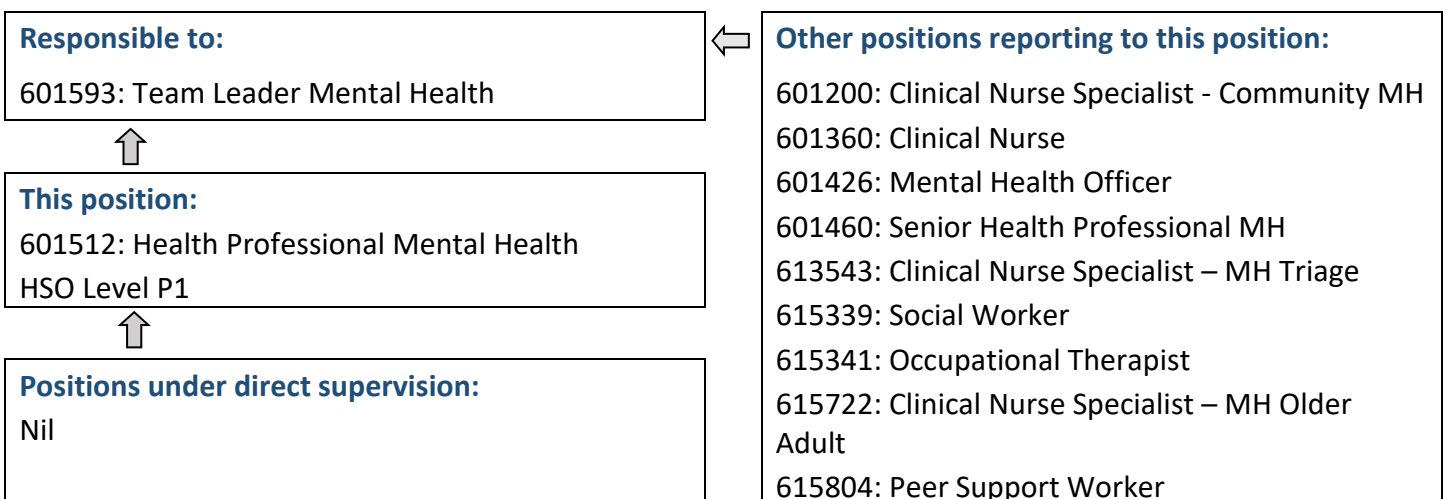 Responsible to:
601593: Team Leader Mental Health
This position:
601512: Health Professional Mental Health
HSO Level P1
Positions under direct supervision:
Nil
Other positions reporting to this position:
601200: Clinical Nurse Specialist - Community MH
601360: Clinical Nurse
601426: Mental Health Officer
601460: Senior Health Professional MH
613543: Clinical Nurse Specialist – MH Triage
615339: Social Worker
615341: Occupational Therapist
615722: Clinical Nurse Specialist – MH Older
Adult
615804: Peer Support Worker